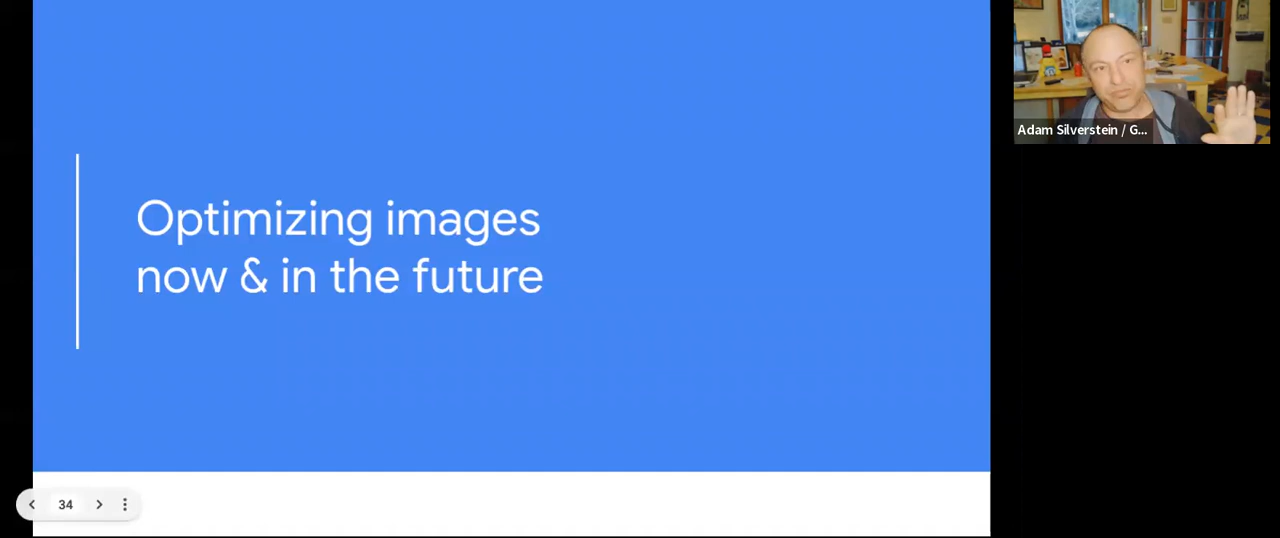 Optimizing images
now & in the future
Adam Silverstein / G...
34